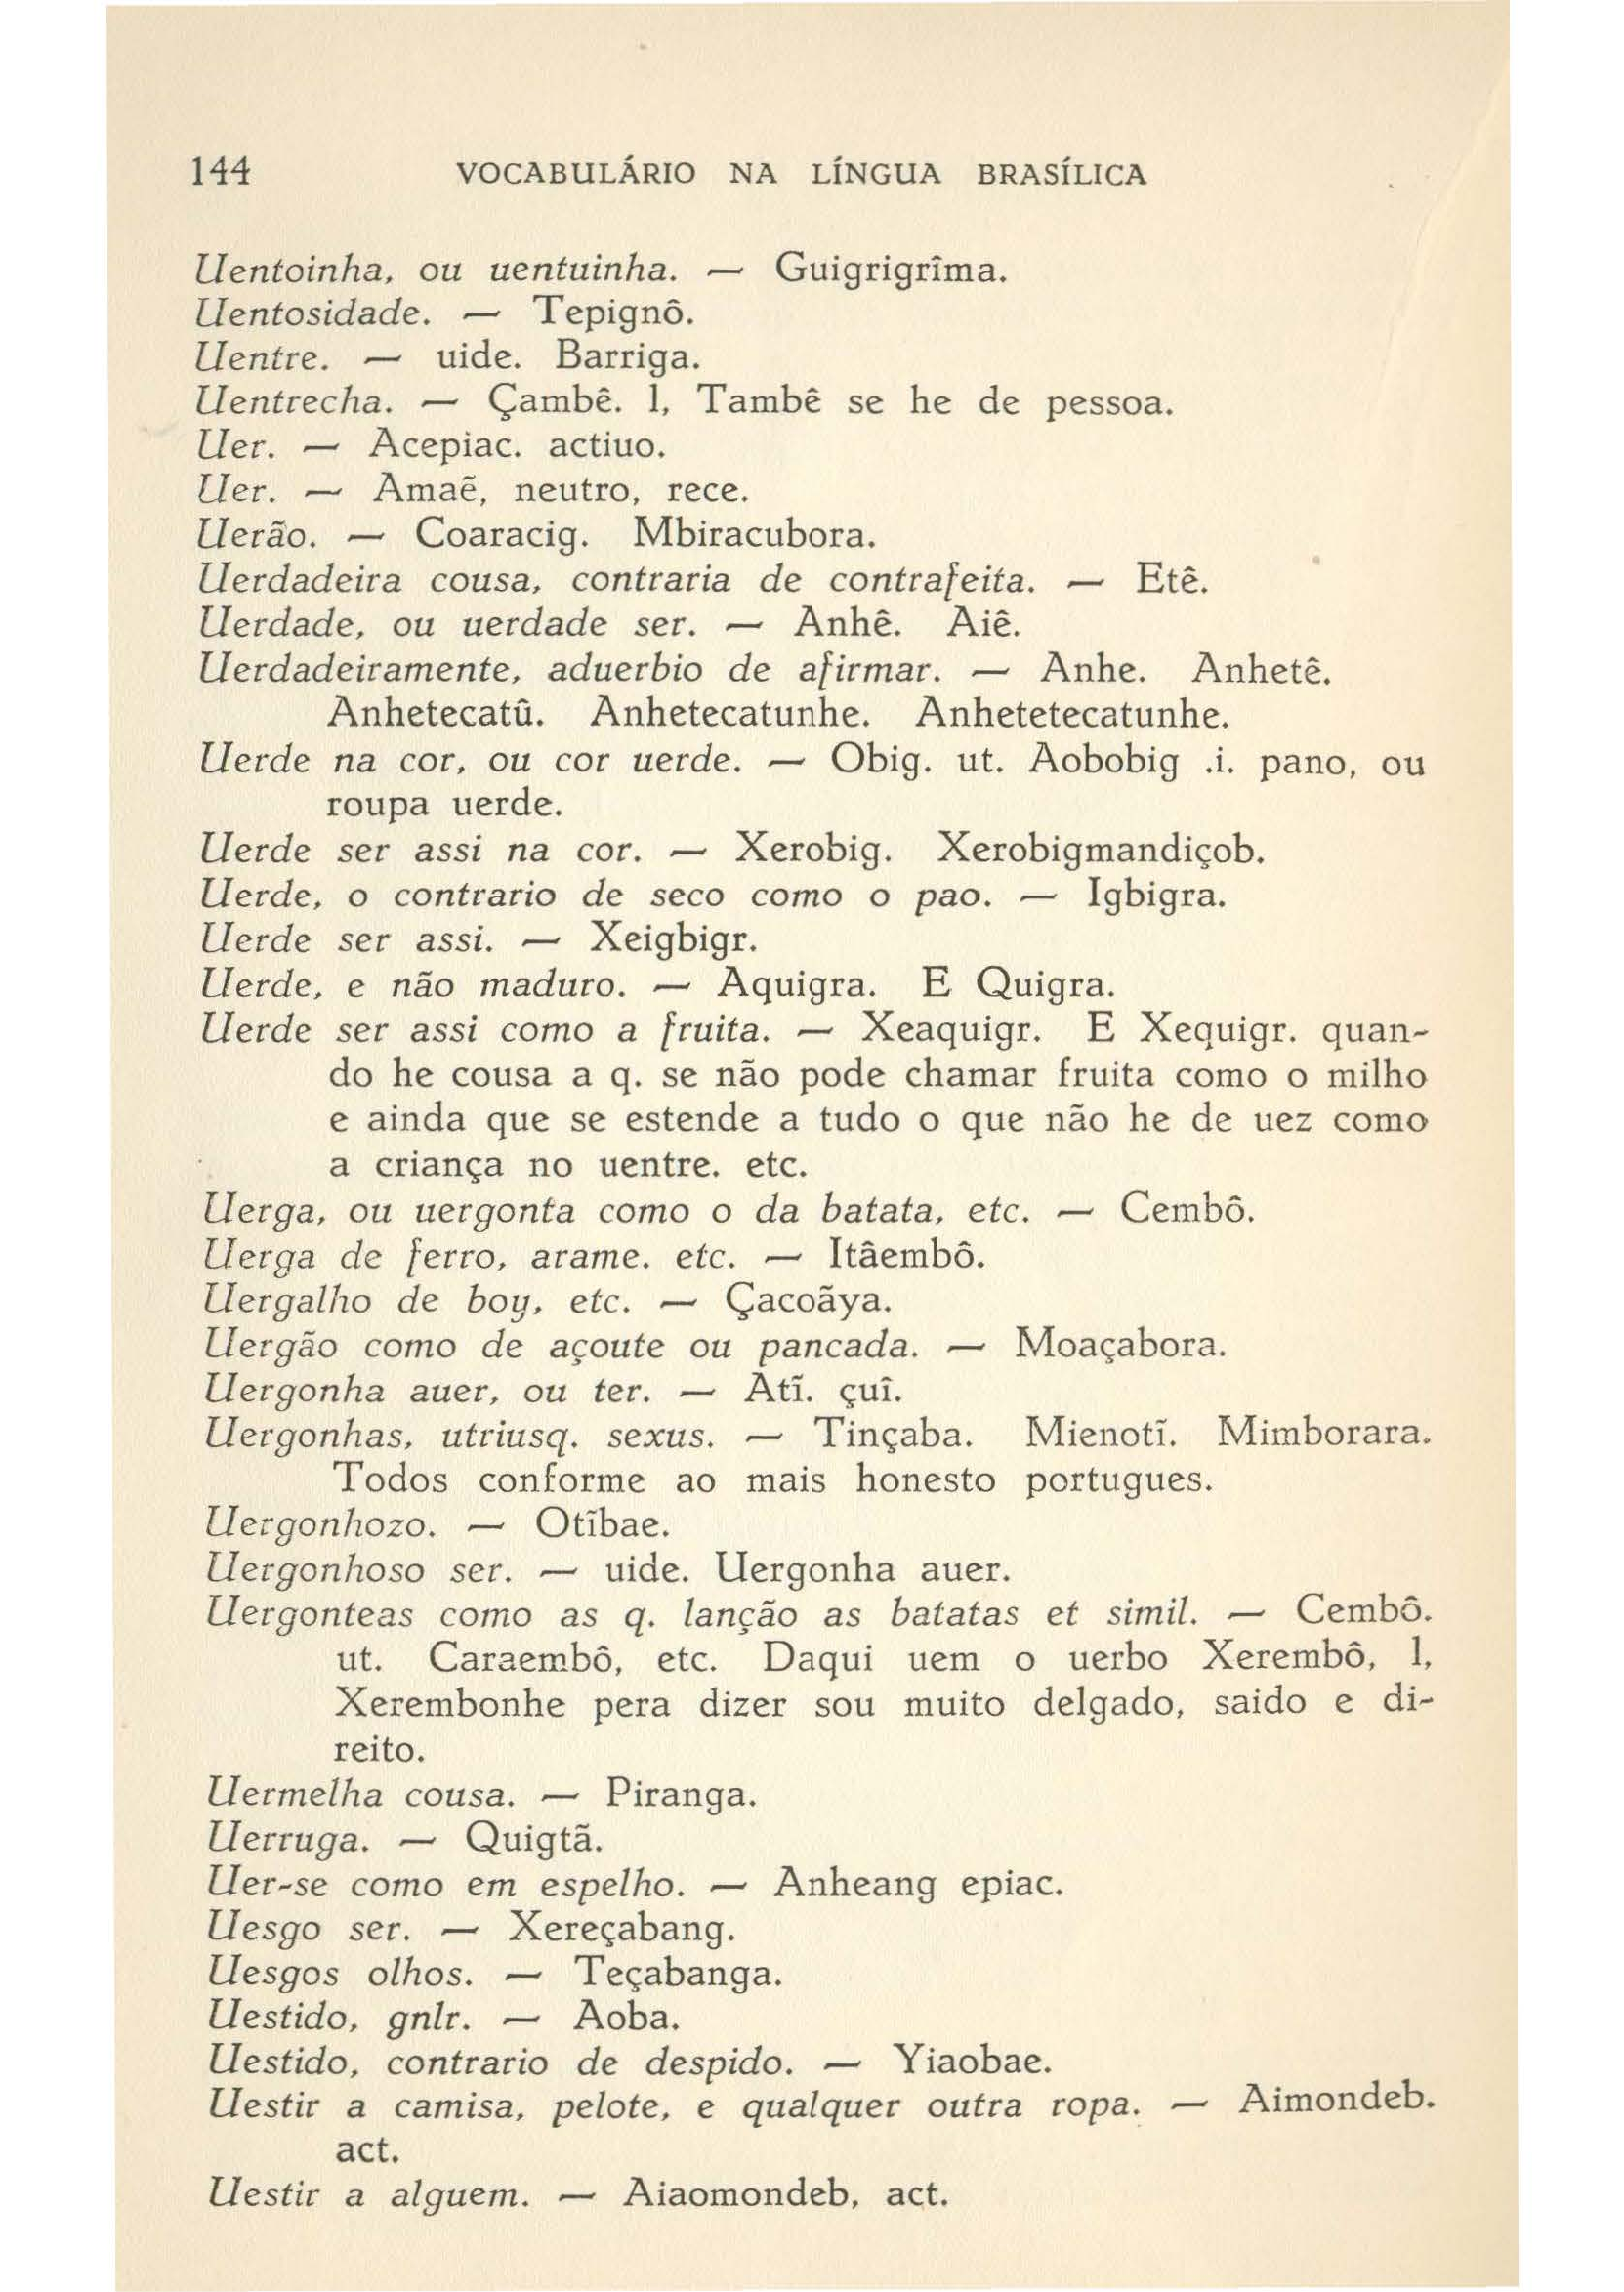 144 VOCABULÁRIO NA LÍNGUA BRASÍLICA
Uentoinha, ou uentuinha. — Guigrigrîma.
Uentosidade. — Tepignô.
Uentre. — uide. Barriga.
Uentrecha. — Çambê. l, Tambê se he de pessoa.
Uer. — Acepiac. actiuo.
Uer. — Amaẽ, neutro, rece.
Uerão. — Coaracig. Mbiracubora.
Uerdadeira cousa, contraria de contrafeita. — Etê.
Uerdade, ou uerdade ser. — Anhê. Aiê.
Uerdadeiramente, aduerbio de afirmar. — Anhe. Anhetê.
Anhetecatû. Anhetecatunhe. Anhetetecatunhe.
Uerde na cor, ou cor uerde. — Obig. ut. Aobobig .i. pano, ou
roupa uerde.
Uerde ser assi na cor. — Xerobig. Xerobigmandiçob.
Uerde, o contrario de seco como o pao. — Igbigra.
Uerde ser assi. — Xeigbigr.
Uerde, e não maduro. — Aquigra. E Quigra.
Uerde ser assi como a fruita. — Xeaquigr. E Xequigr. quan-
do he cousa a q. se não pode chamar fruita como o milho
e ainda que se estende a tudo o que não he de uez como
a criança no uentre. etc.
Uerga, ou uergonta como o da batata, etc. — Cembô.
Uerga de ferro, arame. etc. — Itâembô.
Uergalho de boy, etc. — Çacoãya.
Uergão como de açoute ou pancada. — Moaçabora.
Uergonha auer, ou ter. — Atĩ. çuî.
Uergonhas, utriusq. sexus. — Tinçaba. Mienotĩ. Mimborara.
Todos conforme ao mais honesto portugues.
Uergonhozo. — Otĩbae.
Uergonhoso ser. — uide. Uergonha auer.
Uergonteas como as q. lanção as batatas et simil. — Cembô.
ut. Caraembô, etc. Daqui uem o uerbo Xerembô, l,
Xerembonhe pera dizer sou muito delgado, saido e di-
reito.
Uermelha cousa. — Piranga.
Uerruga. — Quigtã.
Uer-se como em espelho. — Anheang epiac.
Uesgo ser. — Xereçabang.
Uesgos olhos. — Teçabanga.
Uestido, gnlr. — Aoba.
Uestido, contrario de despido. — Yiaobae.
Uestir a camisa, pelote, e qualquer outra ropa. — Aimondeb.
act.
Uestir a alguem. — Aiaomondeb, act.